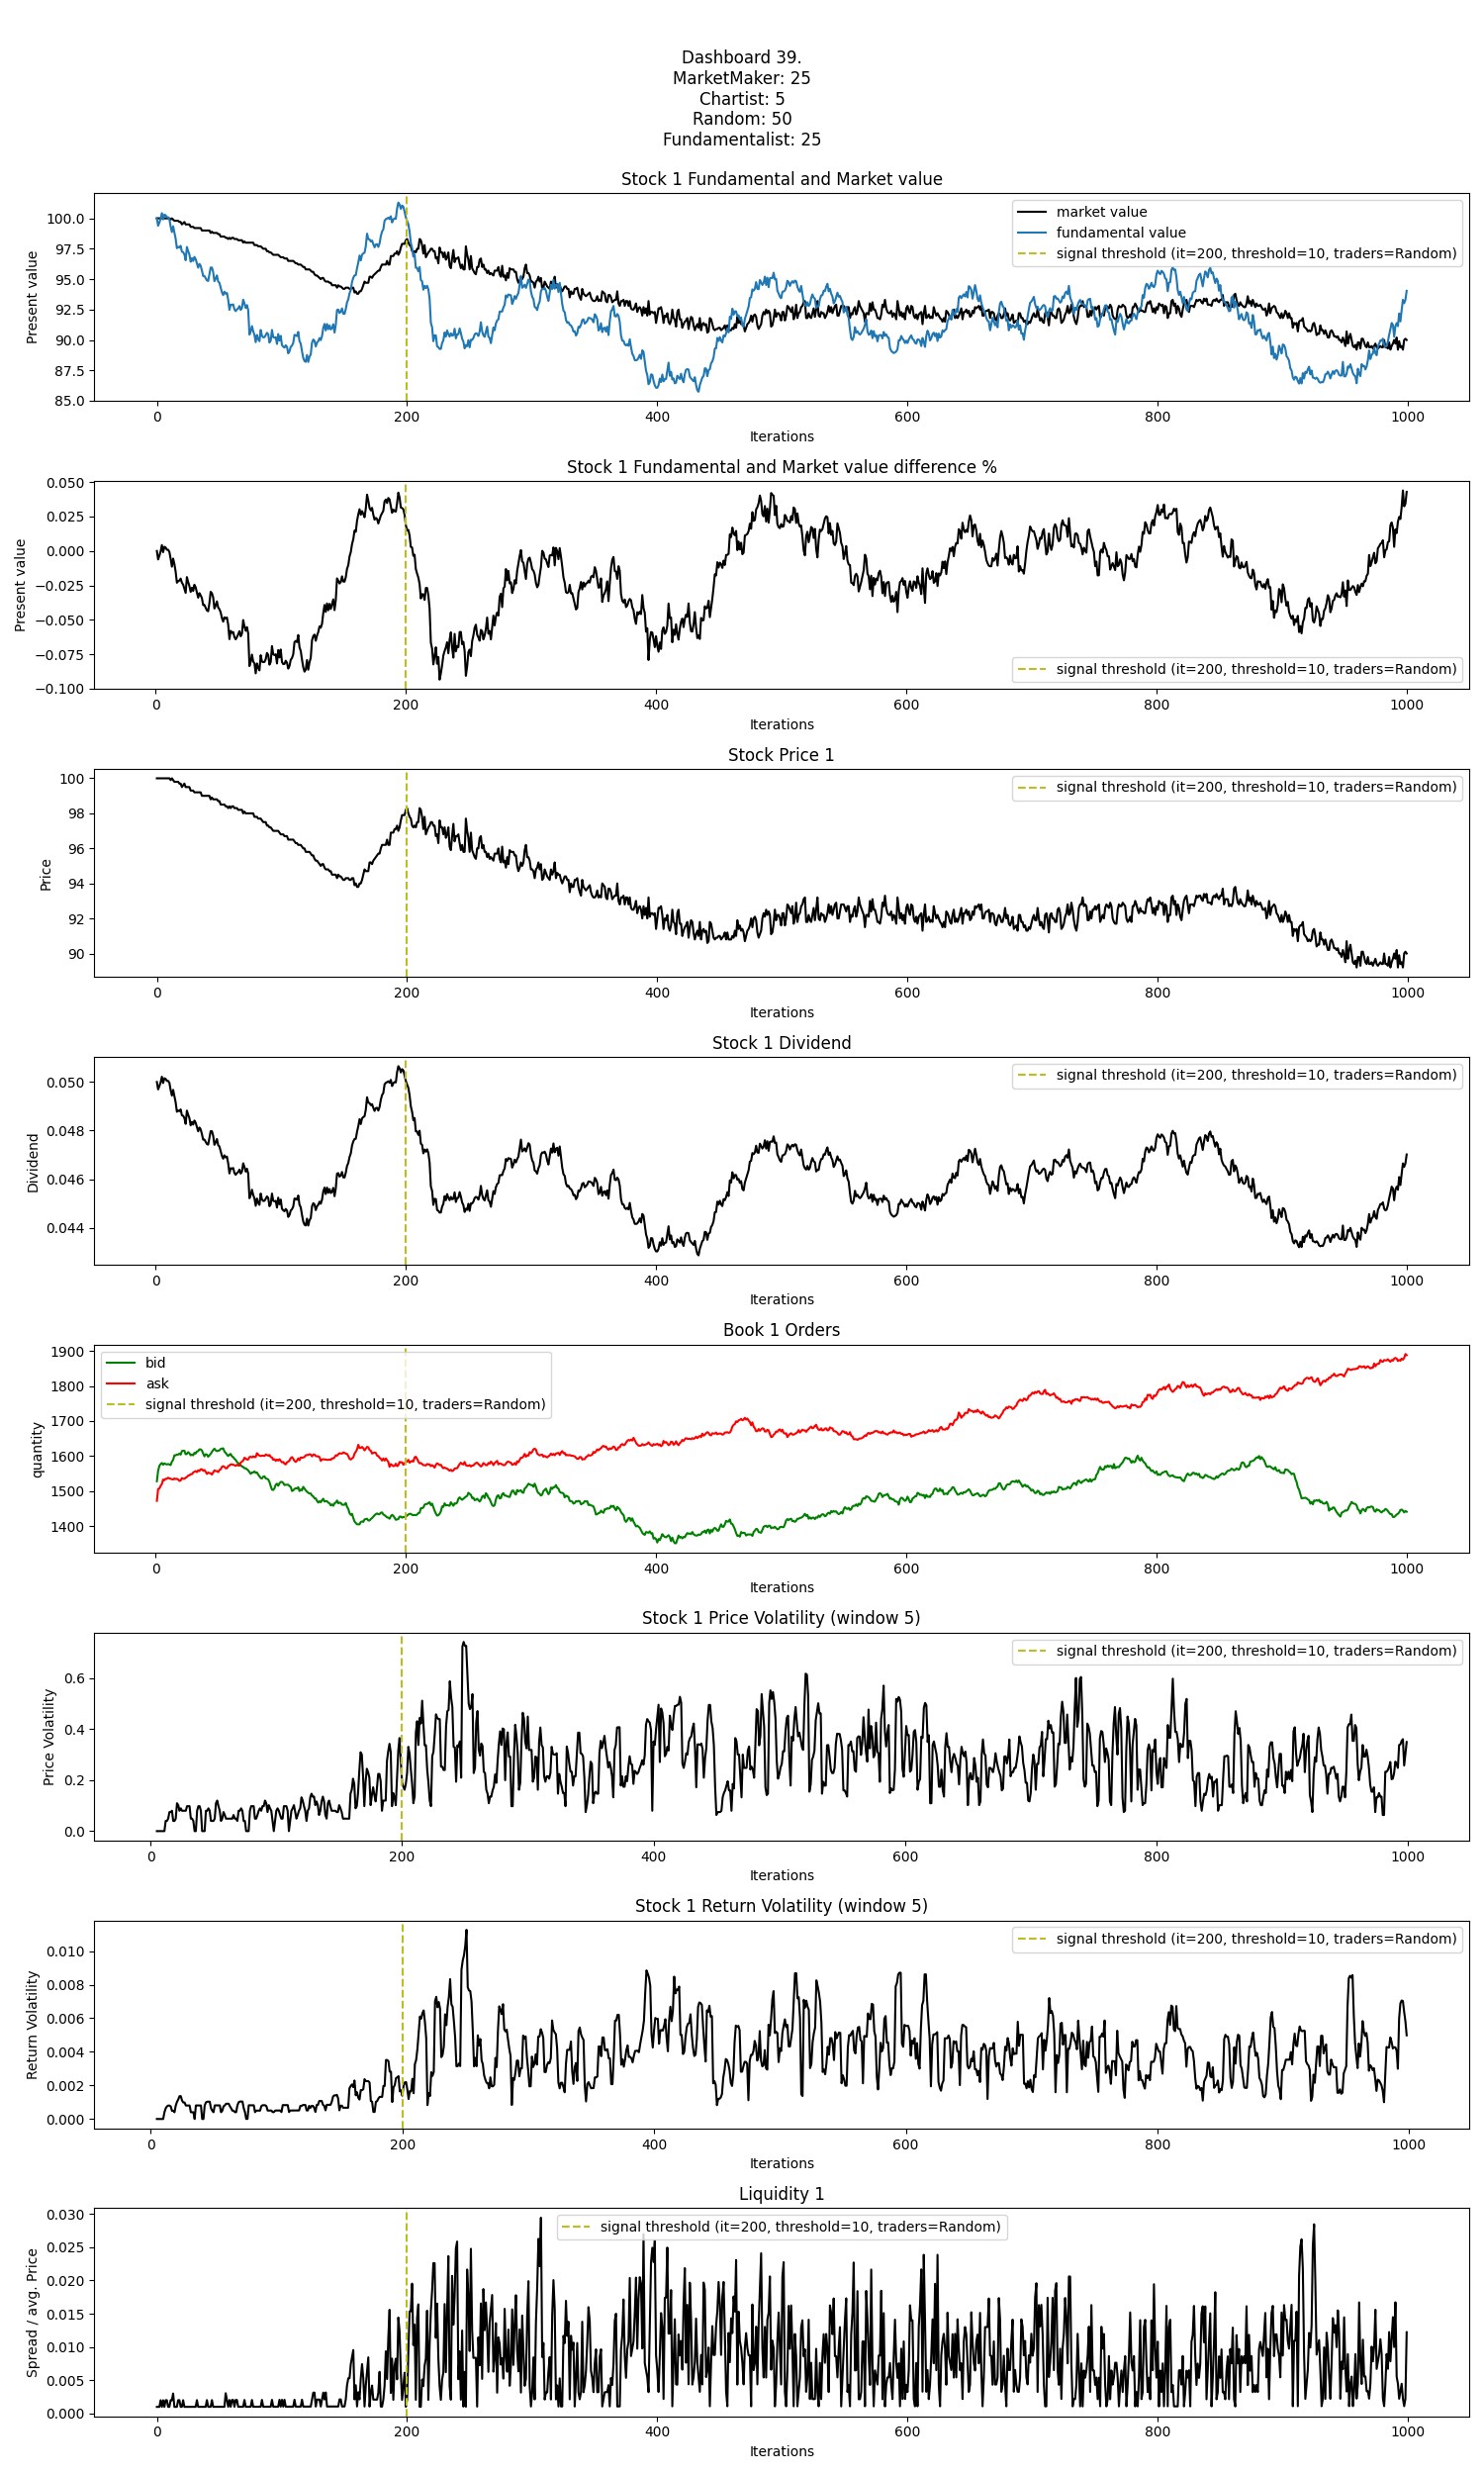 Dashboard 39.
MarketMaker: 25
Chartist: 5
Random: 50
Fundamentalist: 25
Stock 1 Fundamental and Market value
Present value
100.0
97.5
95.0
92.5
90.0
87.5
85.0
market value
fundamental value
signal threshold (it=200, threshold=10, traders=Random)
0 200 400 600 800 1000
Iterations
Stock 1 Fundamental and Market value difference %
Present value
0.050
0.025
0.000
−0.025
−0.050
−0.075
−0.100
signal threshold (it=200, threshold=10, traders=Random)
0 200 400 600 800 1000
Iterations
Stock Price 1
Price
100
98
96
94
92
90
signal threshold (it=200, threshold=10, traders=Random)
0 200 400 600 800 1000
Iterations
Stock 1 Dividend
Dividend
0.050
0.048
0.046
0.044
signal threshold (it=200, threshold=10, traders=Random)
0 200 400 600 800 1000
Iterations
Book 1 Orders
quantity
1900
1800
1700
1600
1500
1400
bid
ask
signal threshold (it=200, threshold=10, traders=Random)
0 200 400 600 800 1000
Iterations
Stock 1 Price Volatility (window 5)
Price Volatility
0.6
0.4
0.2
0.0
signal threshold (it=200, threshold=10, traders=Random)
0 200 400 600 800 1000
Iterations
Stock 1 Return Volatility (window 5)
Return Volatility
0.010
0.008
0.006
0.004
0.002
0.000
signal threshold (it=200, threshold=10, traders=Random)
0 200 400 600 800 1000
Iterations
Liquidity 1
Spread / avg. Price
0.030
0.025
0.020
0.015
0.010
0.005
0.000
signal threshold (it=200, threshold=10, traders=Random)
0 200 400 600 800 1000
Iterations